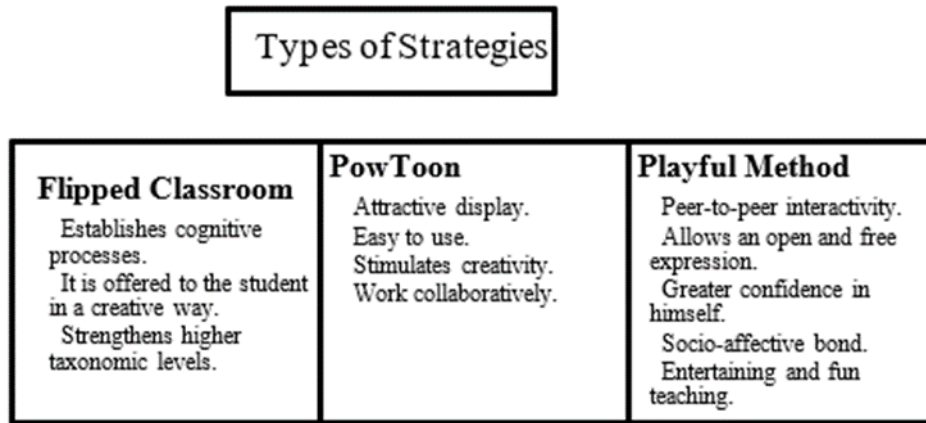 Types of Strategies
Flipped Classroom
Establishes cognitive
processes.
It is offered to the student
in a creative way.
Strengthens higher
taxonomic levels.
PowToon
Attractive display.
Easy to use.
Stimulates creativity.
Work collaboratively.
Playful Method
Peer-to-peer interactivity.
Allows an open and free
expression.
Greater confidence in
himself.
Socio-affective bond.
Entertaining and fun
teaching.